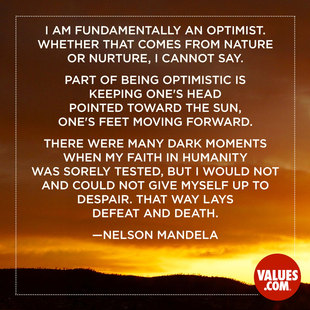 I AM FUNDAMENTALLY AN OPTIMIST.
WHETHER THAT COMES FROM NATURE
OR NURTURE, I CANNOT SAY.
PART OF BEING OPTIMISTIC IS
KEEPING ONE'S HEAD
POINTED TOWARD THE SUN,
ONE'S FEET MOVING FORWARD.
THERE WERE MANY DARK MOMENTS
WHEN MY FAITH IN HUMANITY
WAS SORELY TESTED, BUT I WOULD NOT
AND COULD NOT GIVE MYSELF UP TO
DESPAIR. THAT WAY LAYS
DEFEAT AND DEATH.
—NELSON MANDELA
VALUES
.COM